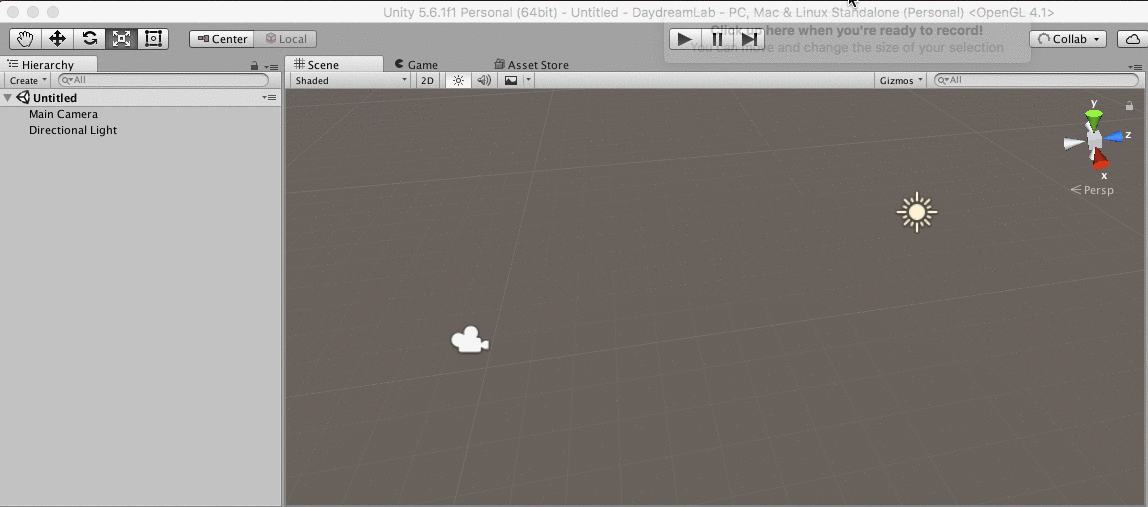 Unity 5.6.1f1 Personal (64bit) - Untitled - DaydreamLab - PC, Mac & Linux Standalone (Personal) <OpenGL 4.1>
Click up here when you're ready to record!
You can move and change the size of your selection
Center Local Collab
Hierarchy Scene Game Asset Store
Create All Shaded 2D Gizmos All
Untitled
Main Camera
Directional Light
y
z
x
Persp